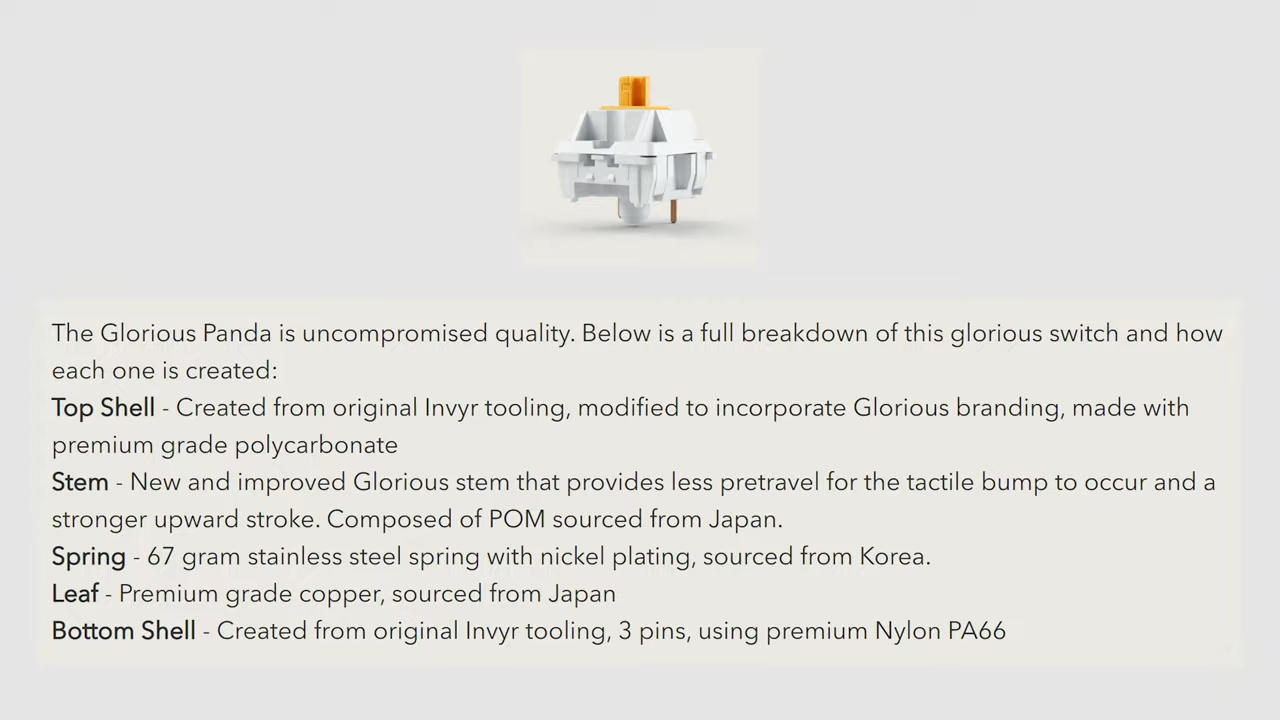 The Glorious Panda is uncompromised quality. Below is a full breakdown of this glorious switch and how
each one is created:
Top Shell - Created from original Invyr tooling, modified to incorporate Glorious branding, made with
premium grade polycarbonate
Stem - New and improved Glorious stem that provides less pretravel for the tactile bump to occur and a
stronger upward stroke. Composed of POM sourced from Japan.
Spring - 67 gram stainless steel spring with nickel plating, sourced from Korea.
Leaf - Premium grade copper, sourced from Japan
Bottom Shell - Created from original Invyr tooling, 3 pins, using premium Nylon PA66